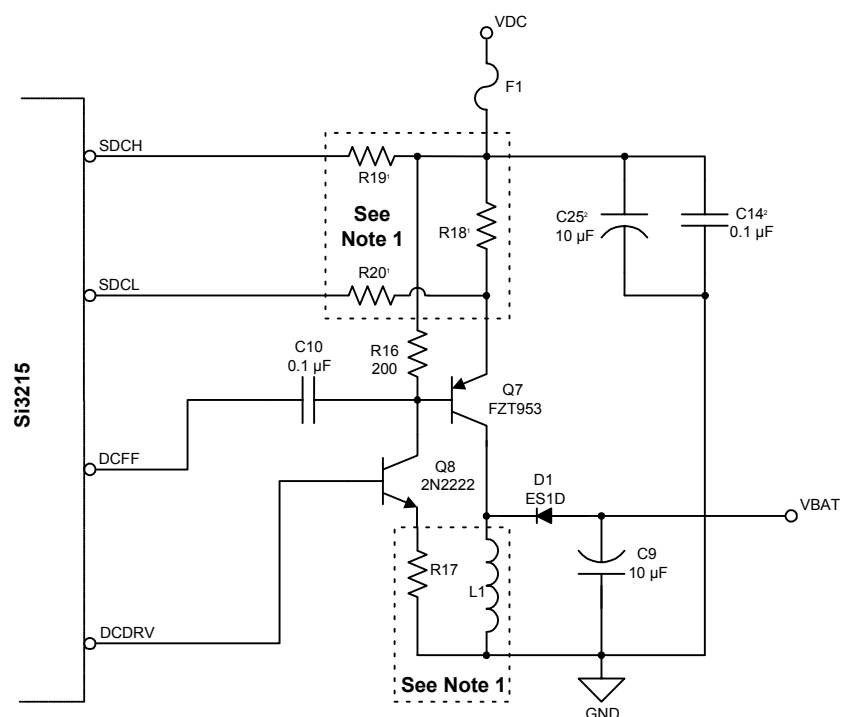 VDC
F1
SDCH
R19¹
See
Note 1
R18¹
C25²
10 µF
C14²
0.1 µF
SDCL
R20¹
C10
0.1 µF
R16
200
Q7
FZT953
Si3215
DCFF
Q8
2N2222
D1
ES1D
VBAT
R17
L1
C9
10 µF
DCDRV
See Note 1
GND